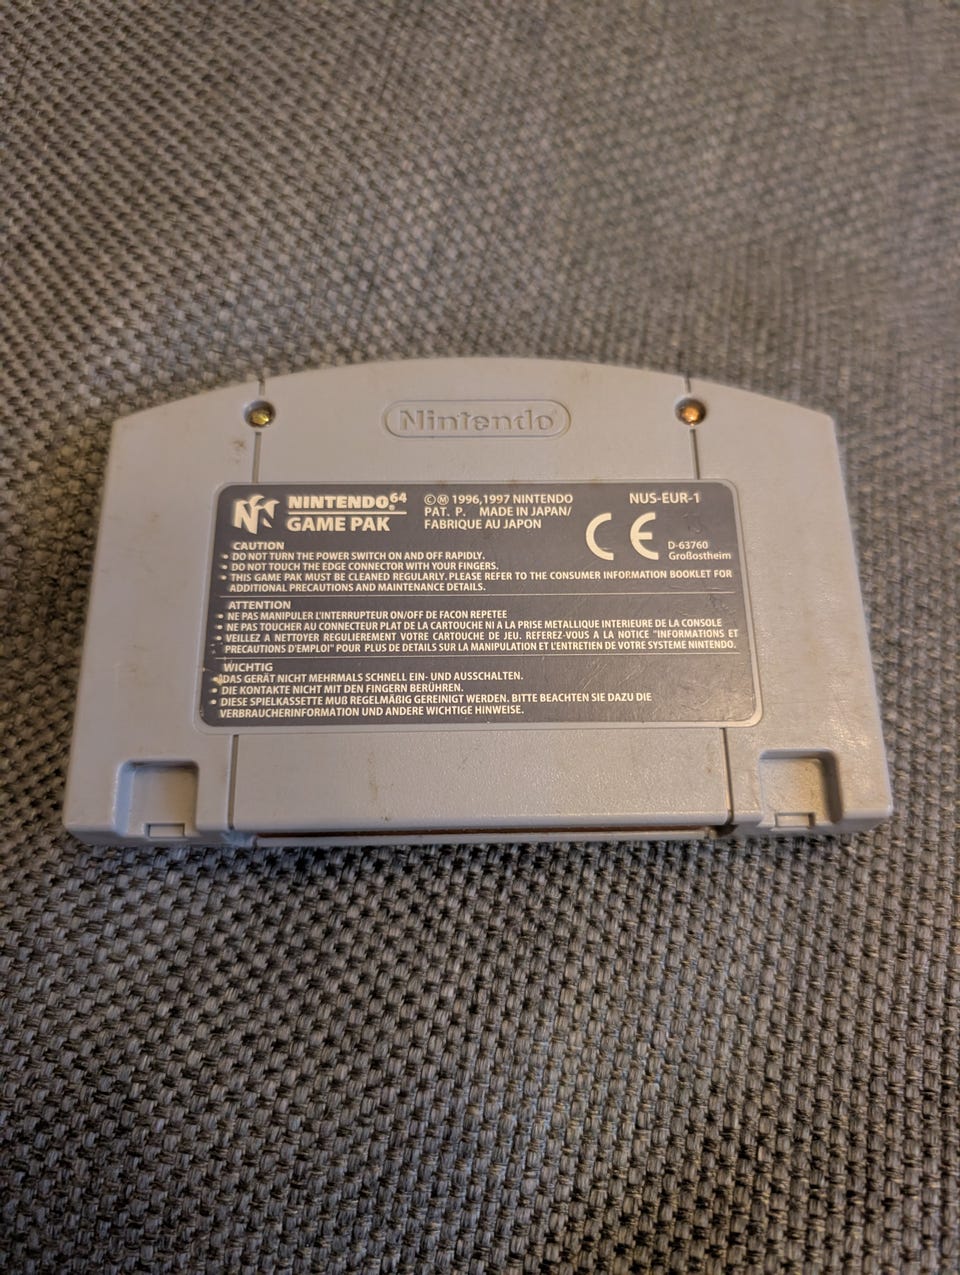 Nintendo®
NINTENDO 64
GAME PAK
©Ⓜ 1996,1997 NINTENDO
PAT. P. MADE IN JAPAN/
FABRIQUE AU JAPON
NUS-EUR-1
CE
D-63760
Großostheim
CAUTION
• DO NOT TURN THE POWER SWITCH ON AND OFF RAPIDLY.
• DO NOT TOUCH THE EDGE CONNECTOR WITH YOUR FINGERS.
• THIS GAME PAK MUST BE CLEANED REGULARLY. PLEASE REFER TO THE CONSUMER INFORMATION BOOKLET FOR
ADDITIONAL PRECAUTIONS AND MAINTENANCE DETAILS.
ATTENTION
• NE PAS MANIPULER L'INTERRUPTEUR ON/OFF DE FACON REPETEE
• NE PAS TOUCHER AU CONNECTEUR PLAT DE LA CARTOUCHE NI A LA PRISE METALLIQUE INTERIEURE DE LA CONSOLE
• VEILLEZ A NETTOYER REGULIEREMENT VOTRE CARTOUCHE DE JEU. REFEREZ-VOUS A LA NOTICE "INFORMATIONS ET
PRECAUTIONS D'EMPLOI" POUR PLUS DE DETAILS SUR LA MANIPULATION ET L'ENTRETIEN DE VOTRE SYSTEME NINTENDO.
WICHTIG
• DAS GERÄT NICHT MEHRMALS SCHNELL EIN- UND AUSSCHALTEN.
• DIE KONTAKTE NICHT MIT DEN FINGERN BERÜHREN.
• DIESE SPIELKASSETTE MUß REGELMÄßIG GEREINIGT WERDEN. BITTE BEACHTEN SIE DAZU DIE
VERBRAUCHERINFORMATION UND ANDERE WICHTIGE HINWEISE.